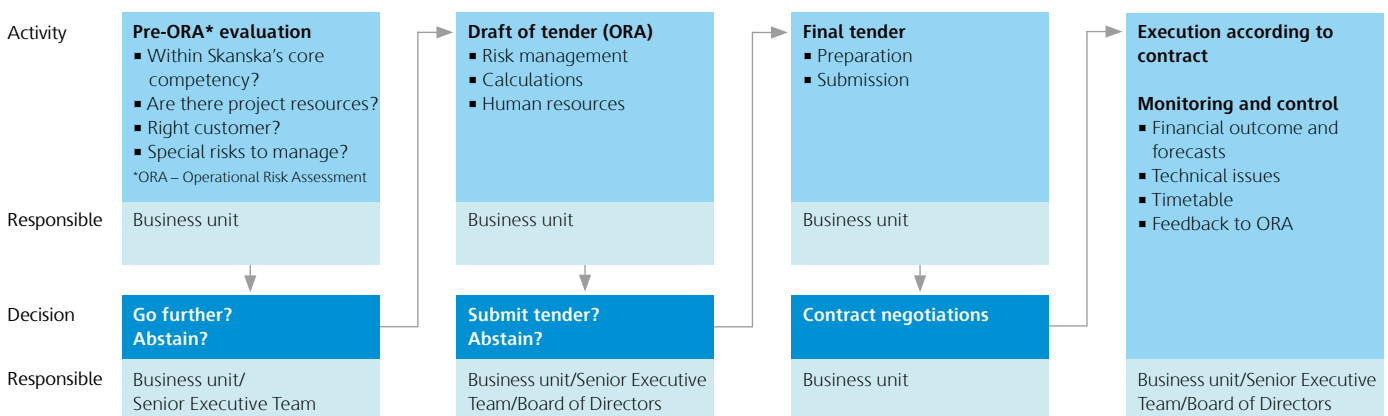 Activity
Pre-ORA* evaluation
▪ Within Skanska's core
competency?
▪ Are there project resources?
▪ Right customer?
▪ Special risks to manage?
*ORA – Operational Risk Assessment
Responsible
Business unit
Decision
Go further?
Abstain?
Responsible
Business unit/
Senior Executive Team
Draft of tender (ORA)
▪ Risk management
▪ Calculations
▪ Human resources
Business unit
Submit tender?
Abstain?
Business unit/Senior Executive
Team/Board of Directors
Final tender
▪ Preparation
▪ Submission
Business unit
Contract negotiations
Business unit
Execution according to
contract
Monitoring and control
▪ Financial outcome and
forecasts
▪ Technical issues
▪ Timetable
▪ Feedback to ORA
Business unit/Senior Executive
Team/Board of Directors